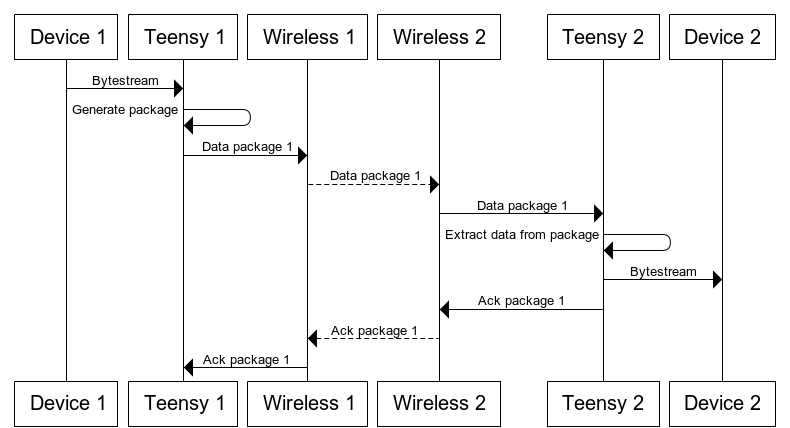 Device 1 Teensy 1 Wireless 1 Wireless 2 Teensy 2 Device 2
Bytestream
Generate package
Data package 1
Data package 1
Data package 1
Extract data from package
Bytestream
Ack package 1
Ack package 1
Ack package 1
Device 1 Teensy 1 Wireless 1 Wireless 2 Teensy 2 Device 2